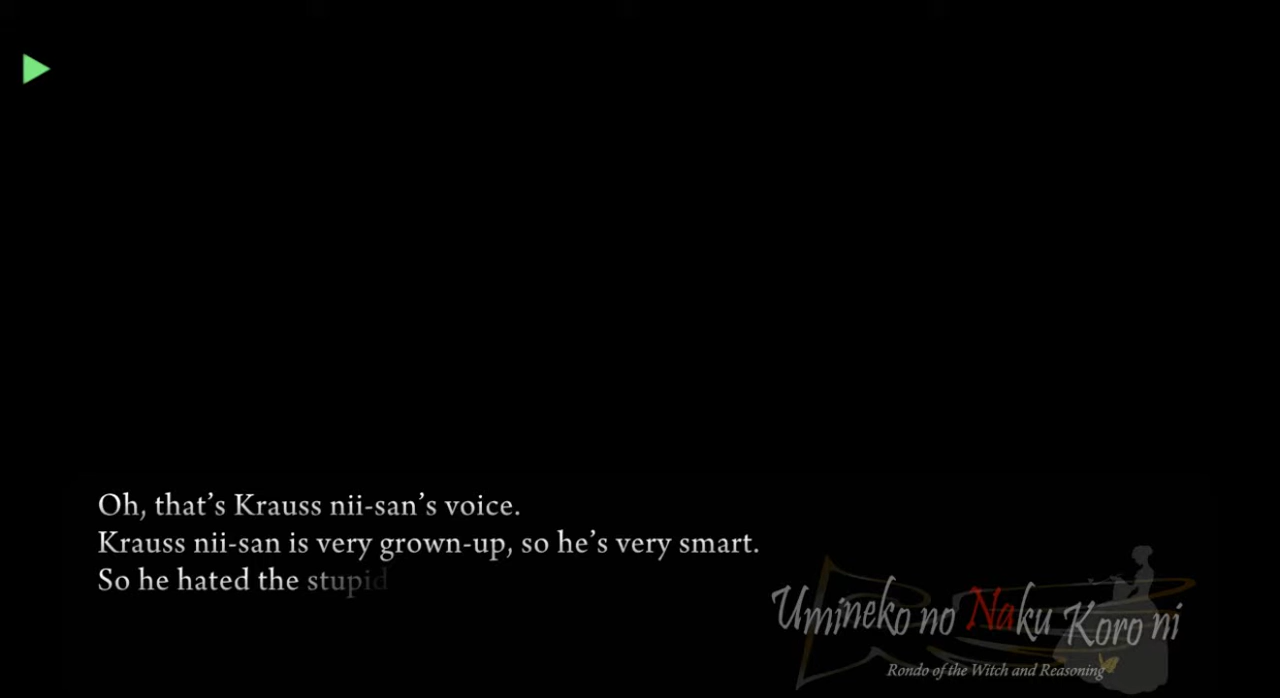 Oh, that's Krauss nii-san's voice.
Krauss nii-san is very grown-up, so he's very smart.
So he hated the stupid
Umineko no Naku Koro ni
Rondo of the Witch and Reasoning